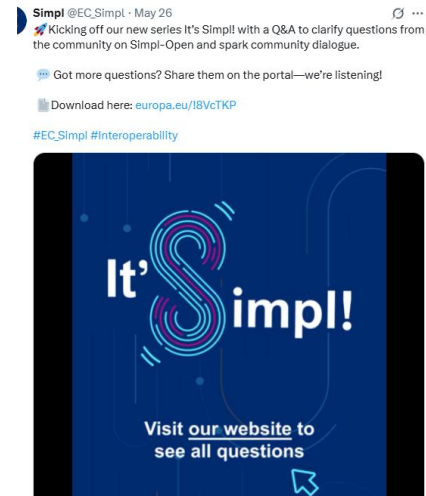 Simpl @EC_Simpl · May 26
🚀Kicking off our new series It’s Simpl! with a Q&A to clarify questions from
the community on Simpl-Open and spark community dialogue.
💬 Got more questions? Share them on the portal—we’re listening!
📄Download here: europa.eu/!8VcTKP
#EC_Simpl #Interoperability
It’s Simpl!
Visit our website to
see all questions